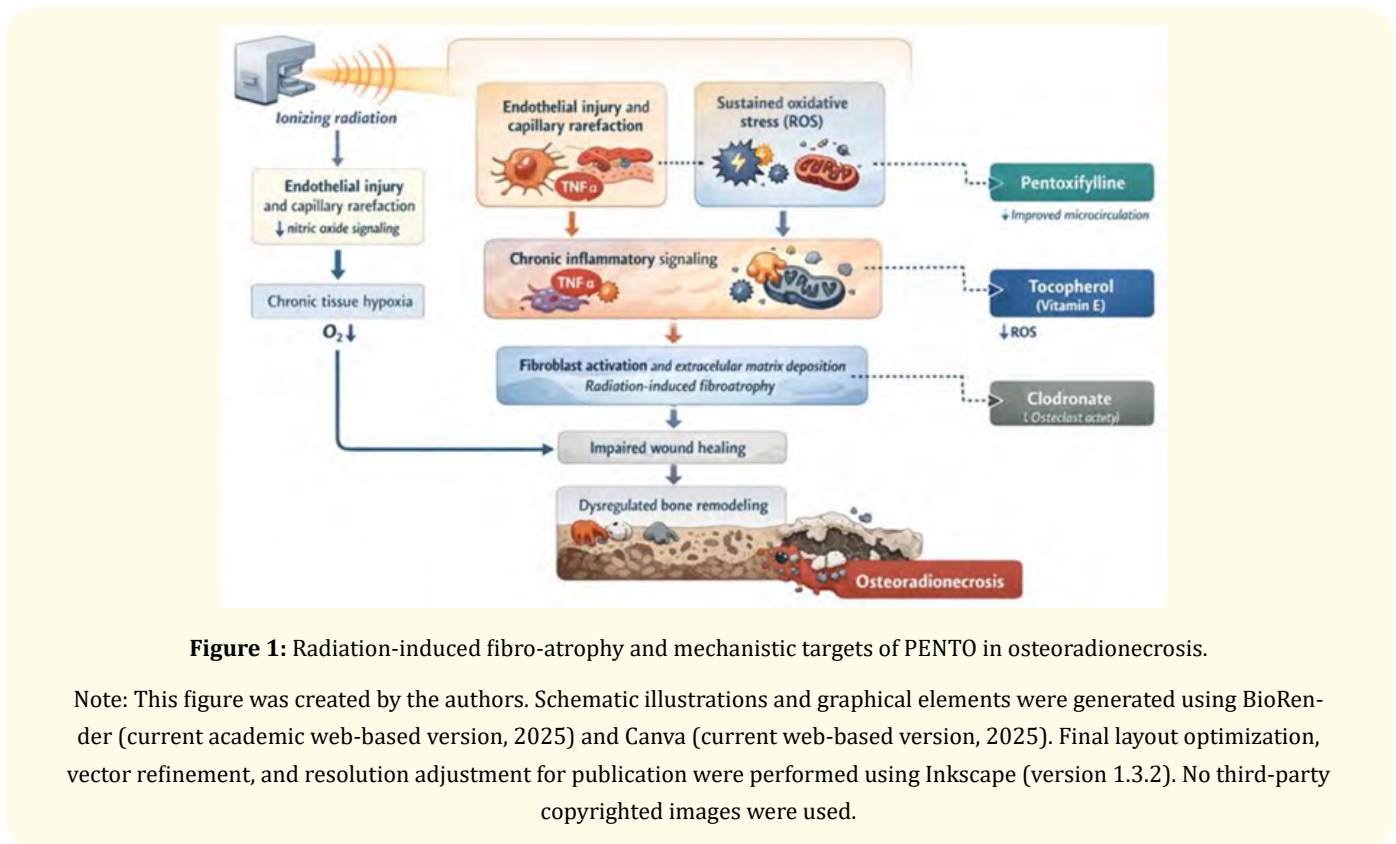 Ionizing radiation
Endothelial injury
and capillary rarefaction
↓ nitric oxide signaling
Chronic tissue hypoxia
O₂↓
Endothelial injury and
capillary rarefaction
TNF α
Sustained oxidative
stress (ROS)
Chronic inflammatory signaling
TNF α
Fibroblast activation and extracelular matrix deposition
Radiation-induced fibroatrophy
Impaired wound healing
Dysregulated bone remodeling
Osteoradionecrosis
Pentoxifylline
↓ Improved microcirculation
Tocopherol
(Vitamin E)
↓ROS
Clodronate
Figure 1: Radiation-induced fibro-atrophy and mechanistic targets of PENTO in osteoradionecrosis.
Note: This figure was created by the authors. Schematic illustrations and graphical elements were generated using BioRen-
der (current academic web-based version, 2025) and Canva (current web-based version, 2025). Final layout optimization,
vector refinement, and resolution adjustment for publication were performed using Inkscape (version 1.3.2). No third-party
copyrighted images were used.